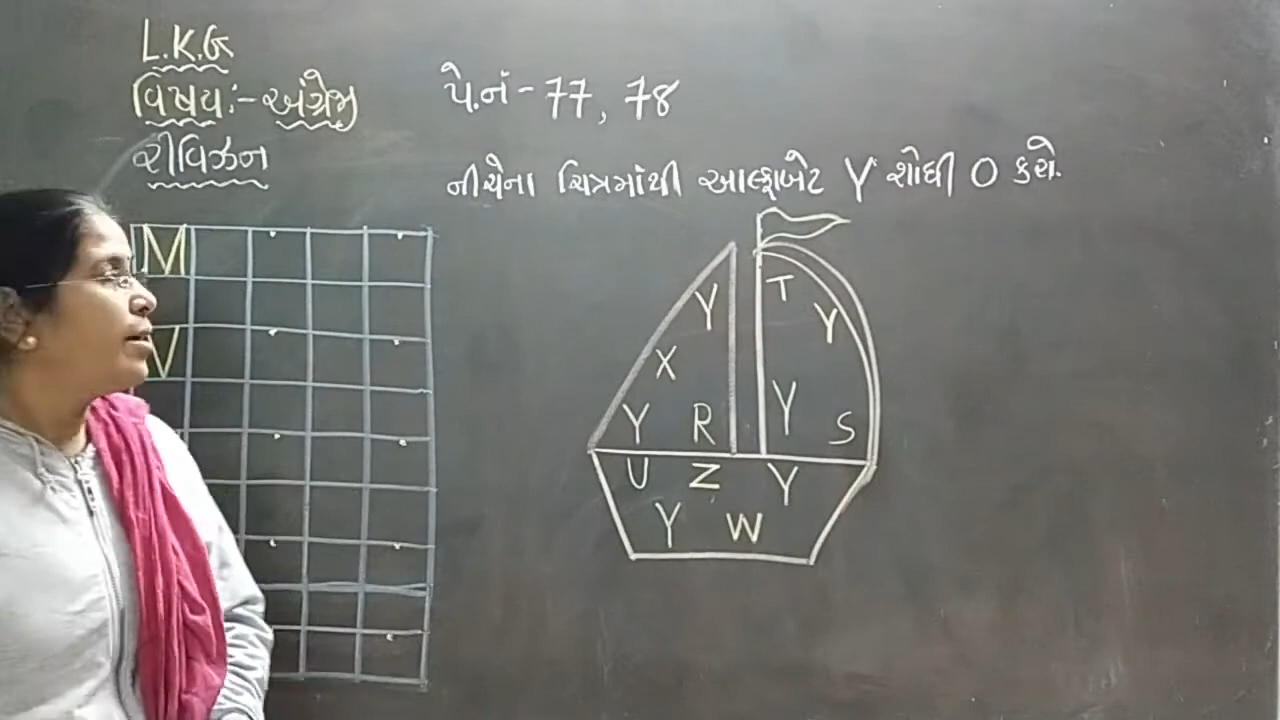 L.K.G
વિષય:- અંગ્રેજી
રીવિઝન
પે.નં - 77, 78
નીચેના ચિત્રમાંથી આલ્ફાબેટ Y શોધી O કરો.
M
V
T
Y Y
X
Y R Y S
U Z Y
Y W